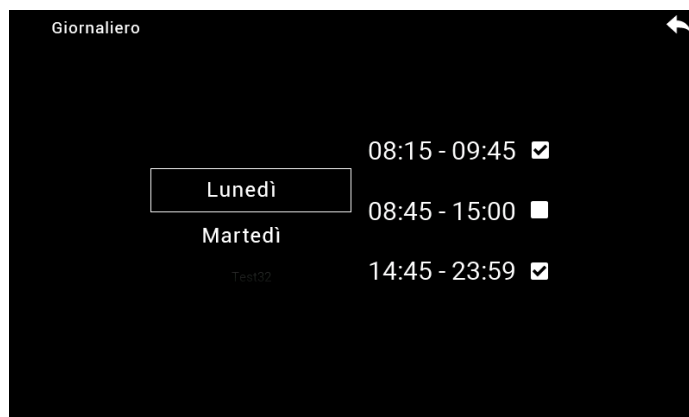 Giornaliero
Lunedì
Martedì
Test32
08:15 - 09:45
08:45 - 15:00
14:45 - 23:59